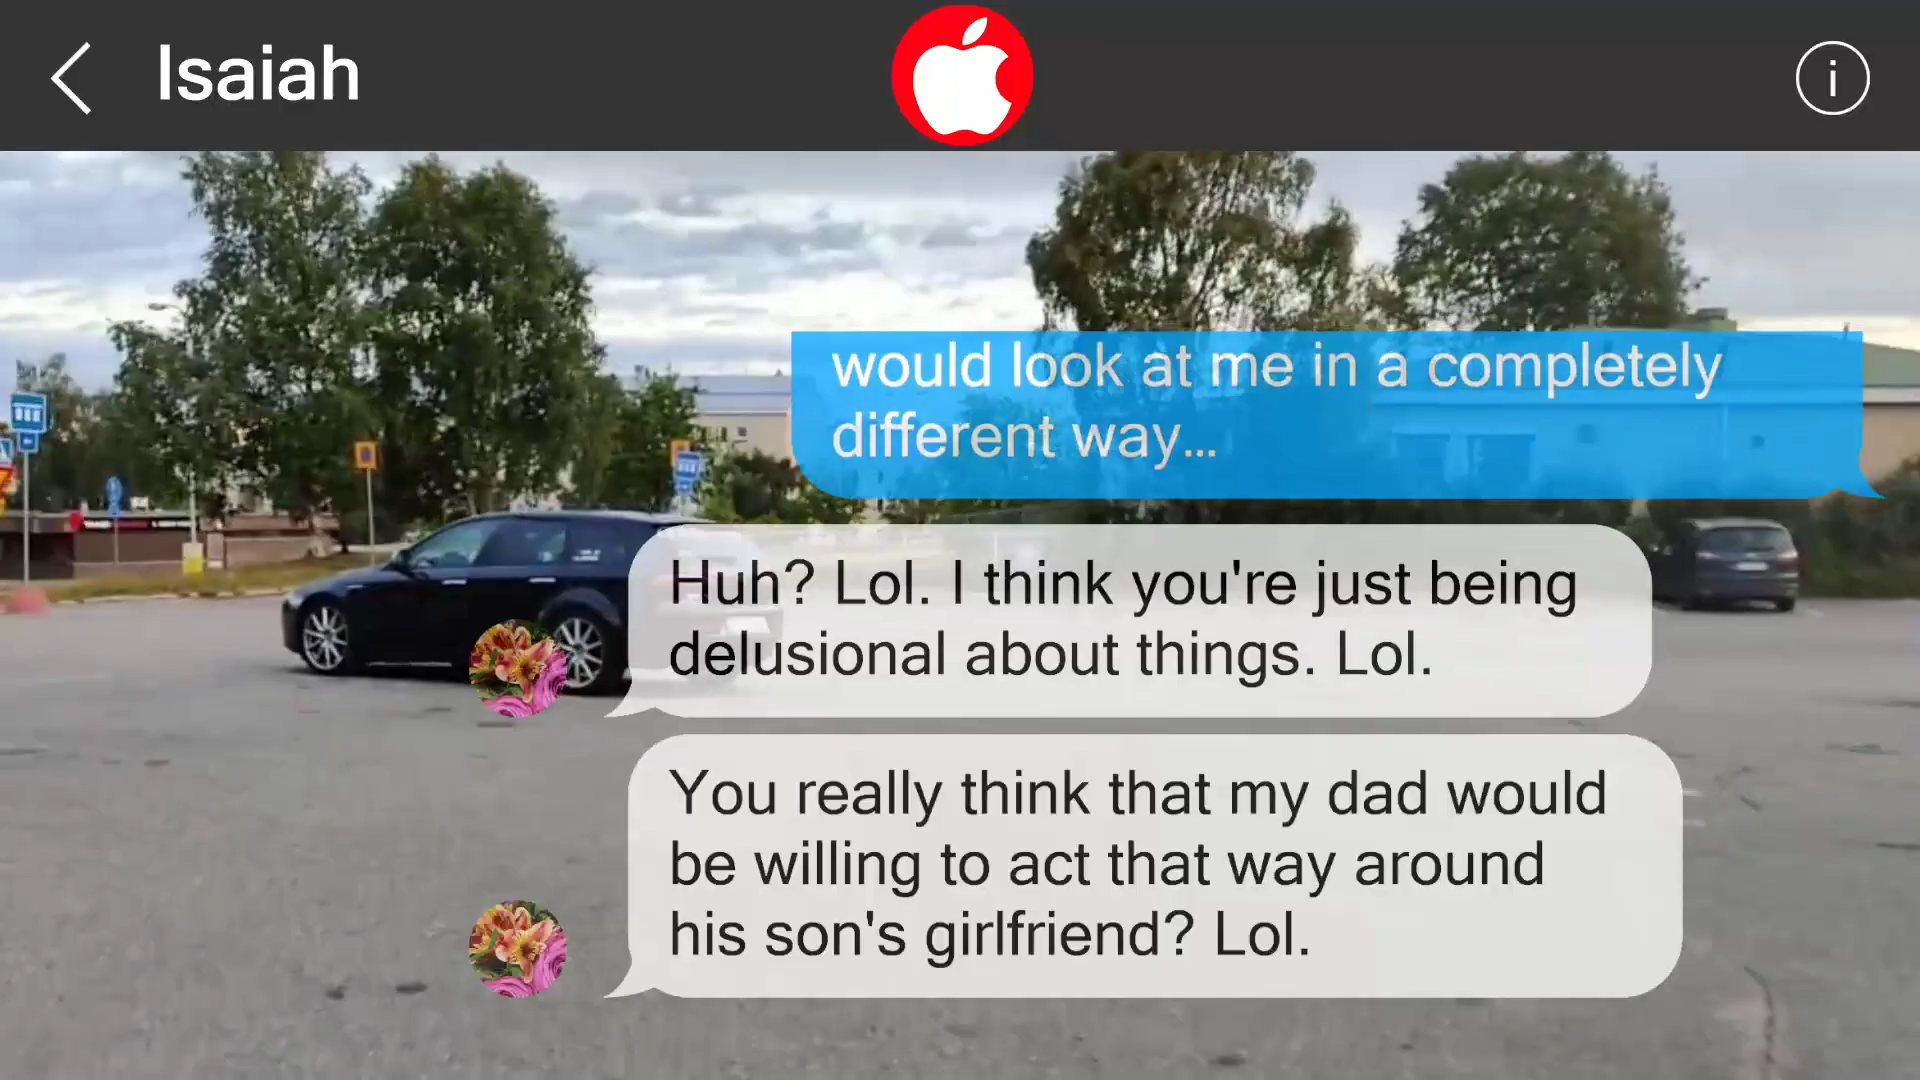 Isaiah
i
would look at me in a completely
different way...
Huh? Lol. I think you're just being
delusional about things. Lol.
You really think that my dad would
be willing to act that way around
his son's girlfriend? Lol.